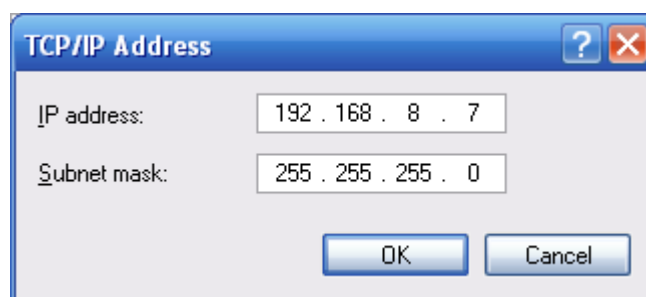 TCP/IP Address
IP address: 192 . 168 . 8 . 7
Subnet mask: 255 . 255 . 255 . 0
OK Cancel